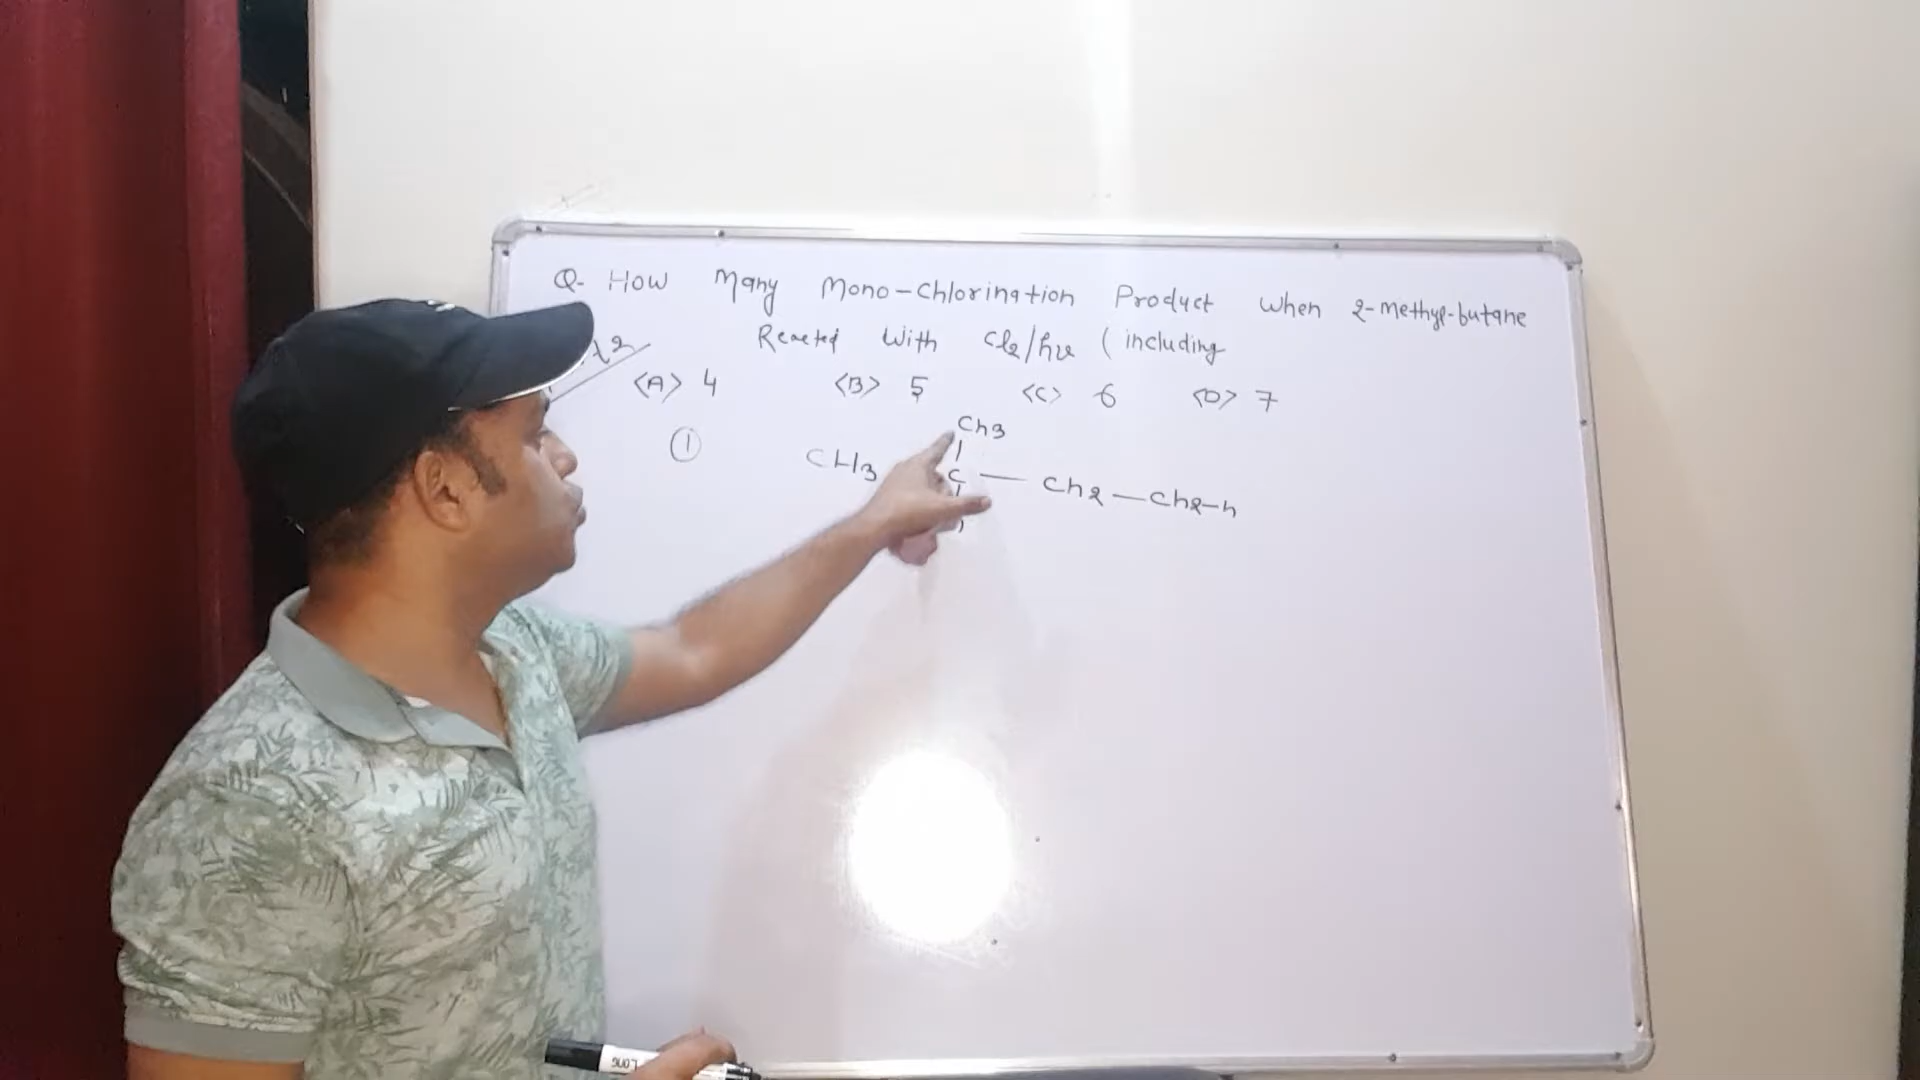 Q- How Many Mono-Chlorination Product When 2-Methyl-butane
Reacted With Cl2/hν (including
<A> 4 <B> 5 <C> 6 <D> 7
①
Ch3
CH3 C — Ch2 — Ch2-h
LONG